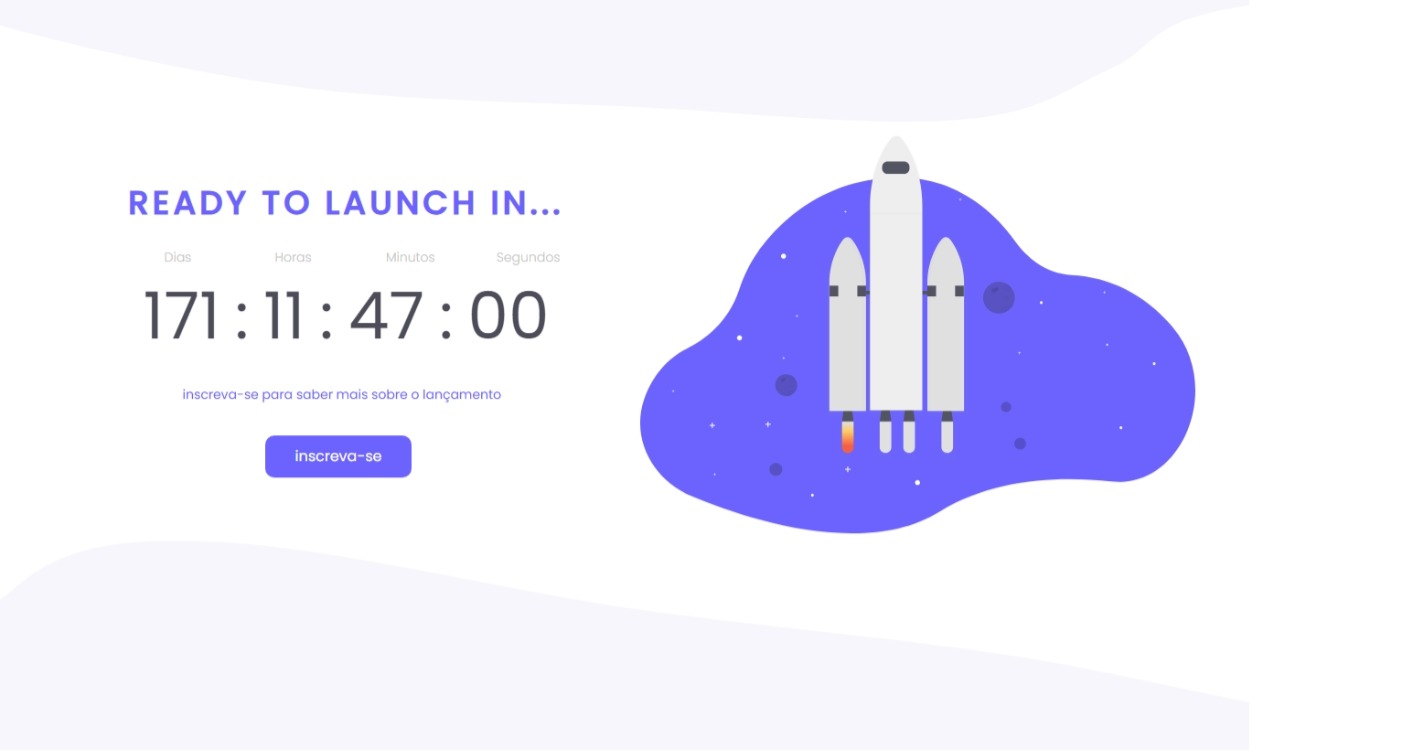 READY TO LAUNCH IN...
Dias Horas Minutos Segundos
171 : 11 : 47 : 00
inscreva-se para saber mais sobre o lançamento
inscreva-se